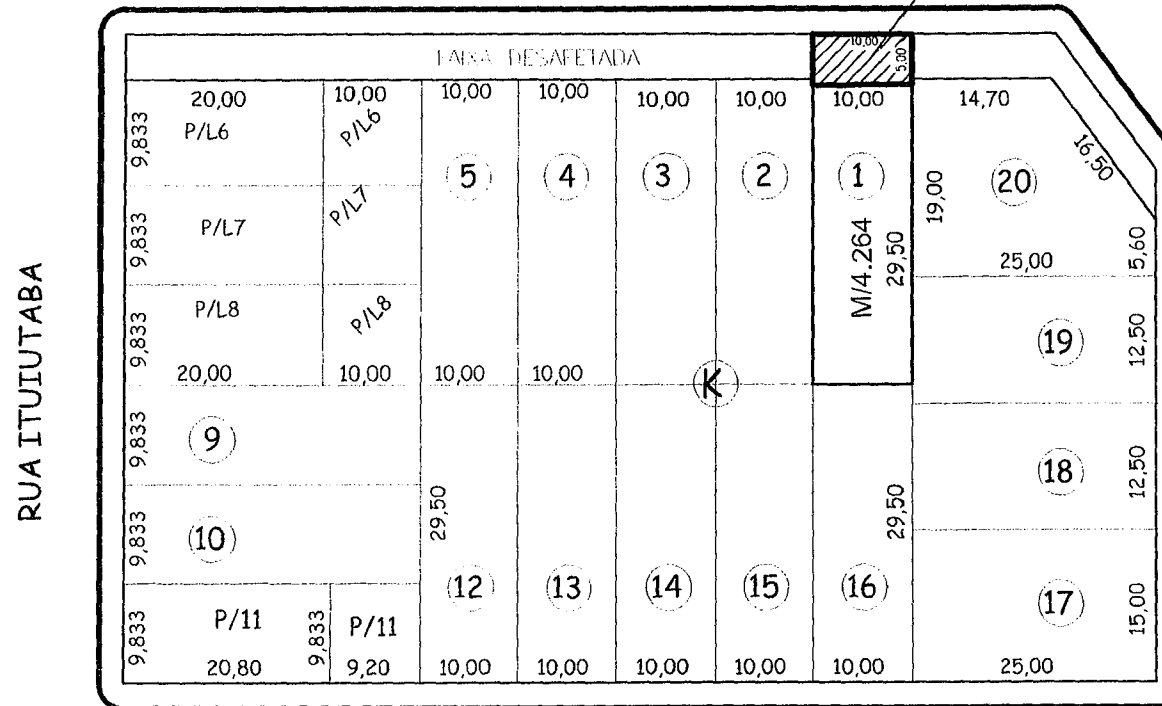 FAIXA DESAFETADA
10,00
5,00
20,00 10,00 10,00 10,00 10,00 10,00 10,00 14,70
9,833 P/L6 P/L6
16,50
5 4 3 2 1 20
19,00
9,833 P/L7 P/L7
M/4.264
29,50
25,00 5,60
9,833 P/L8 P/L8
19 12,50
20,00 10,00 10,00 10,00
K
RUA ITUIUTABA
9,833 9
18 12,50
29,50 29,50
9,833 10
12 13 14 15 16 17
15,00
9,833 P/11 9,833 P/11
20,80 9,20 10,00 10,00 10,00 10,00 10,00 25,00